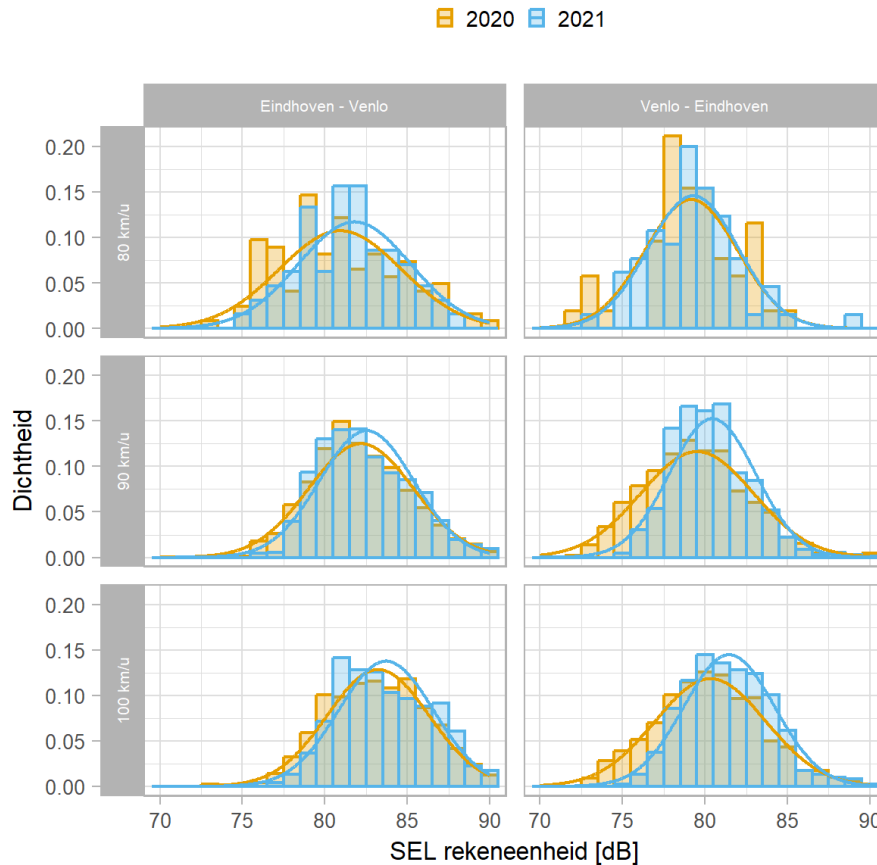 2020 2021
Eindhoven - Venlo Venlo - Eindhoven
Dichtheid
80 km/u
0.20
0.15
0.10
0.05
0.00
90 km/u
0.20
0.15
0.10
0.05
0.00
100 km/u
0.20
0.15
0.10
0.05
0.00
70 75 80 85 90 70 75 80 85 90
SEL rekeneenheid [dB]